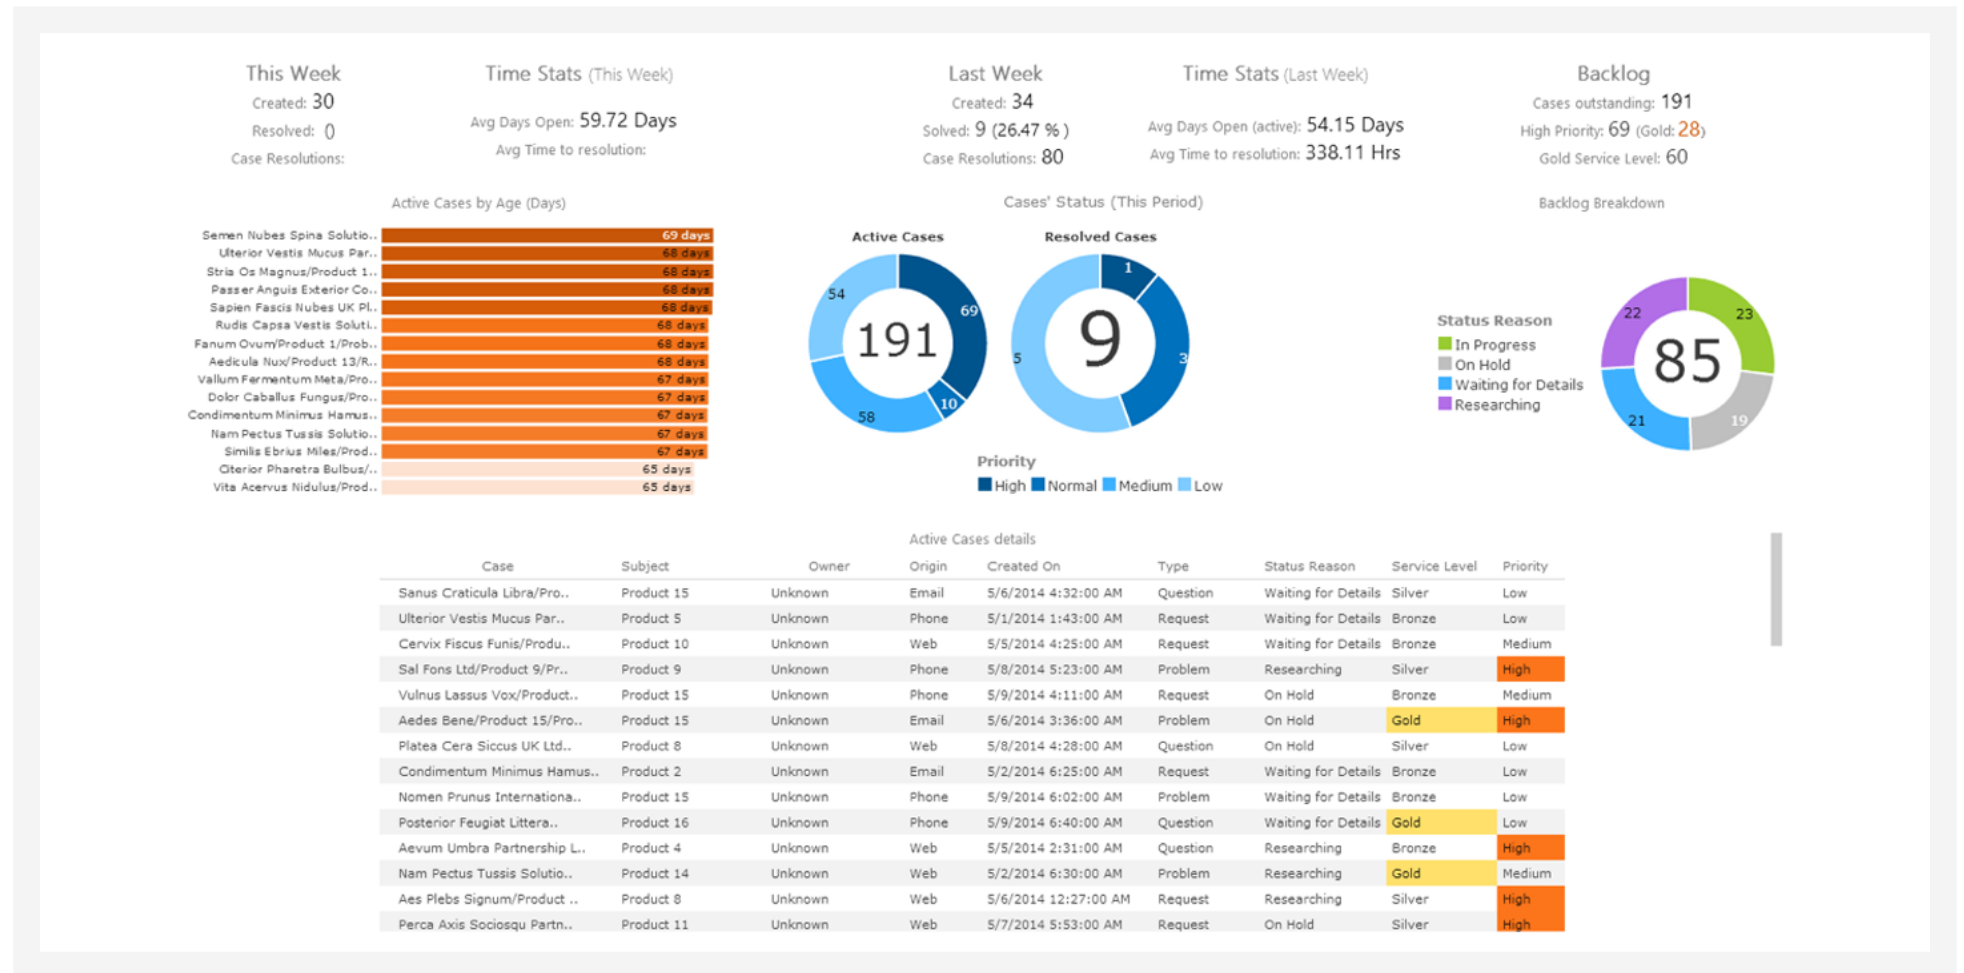 This Week
Created: 30
Resolved: ()
Case Resolutions:
Time Stats (This Week)
Avg Days Open: 59.72 Days
Avg Time to resolution:
Last Week
Created: 34
Solved: 9 (26.47 % )
Case Resolutions: 80
Time Stats (Last Week)
Avg Days Open (active): 54.15 Days
Avg Time to resolution: 338.11 Hrs
Backlog
Cases outstanding: 191
High Priority: 69 (Gold: 28)
Gold Service Level: 60
Active Cases by Age (Days)
Semen Nubes Spina Solutio.. 69 days
Ulterior Vestis Mucus Par.. 68 days
Stria Os Magnus/Product 1.. 68 days
Passer Anguis Exterior Co.. 68 days
Sapien Fascis Nubes UK Pl.. 68 days
Rudis Capsa Vestis Soluti.. 68 days
Fanum Ovum/Product 1/Prob.. 68 days
Aedicula Nux/Product 13/R.. 68 days
Vallum Fermentum Meta/Pro.. 67 days
Dolor Caballus Fungus/Pro.. 67 days
Condimentum Minimus Hamus.. 67 days
Nam Pectus Tussis Solutio.. 67 days
Similis Ebrius Miles/Prod.. 67 days
Citerior Pharetra Bulbus/.. 65 days
Vita Acervus Nidulus/Prod.. 65 days
Cases' Status (This Period)
Active Cases
54
69
191
10
58
Resolved Cases
1
9
5
3
Priority
High Normal Medium Low
Backlog Breakdown
Status Reason
In Progress
On Hold
Waiting for Details
Researching
22
23
85
21
19
Active Cases details
Case Subject Owner Origin Created On Type Status Reason Service Level Priority
Sanus Craticula Libra/Pro.. Product 15 Unknown Email 5/6/2014 4:32:00 AM Question Waiting for Details Silver Low
Ulterior Vestis Mucus Par.. Product 5 Unknown Phone 5/1/2014 1:43:00 AM Request Waiting for Details Bronze Low
Cervix Fiscus Funis/Produ.. Product 10 Unknown Web 5/5/2014 4:25:00 AM Request Waiting for Details Bronze Medium
Sal Fons Ltd/Product 9/Pr.. Product 9 Unknown Phone 5/8/2014 5:23:00 AM Problem Researching Silver High
Vulnus Lassus Vox/Product.. Product 15 Unknown Phone 5/9/2014 4:11:00 AM Request On Hold Bronze Medium
Aedes Bene/Product 15/Pro.. Product 15 Unknown Email 5/6/2014 3:36:00 AM Problem On Hold Gold High
Platea Cera Siccus UK Ltd.. Product 8 Unknown Web 5/8/2014 4:28:00 AM Question On Hold Silver Low
Condimentum Minimus Hamus.. Product 2 Unknown Email 5/2/2014 6:25:00 AM Request Waiting for Details Bronze Low
Nomen Prunus Internationa.. Product 15 Unknown Phone 5/9/2014 6:02:00 AM Problem Waiting for Details Bronze Low
Posterior Feugiat Littera.. Product 16 Unknown Phone 5/9/2014 6:40:00 AM Question Waiting for Details Gold Low
Aevum Umbra Partnership L.. Product 4 Unknown Web 5/5/2014 2:31:00 AM Question Researching Bronze High
Nam Pectus Tussis Solutio.. Product 14 Unknown Web 5/2/2014 6:30:00 AM Problem Researching Gold Medium
Aes Plebs Signum/Product .. Product 8 Unknown Web 5/6/2014 12:27:00 AM Request Researching Silver High
Perca Axis Sociosqu Partn.. Product 11 Unknown Web 5/7/2014 5:53:00 AM Request On Hold Silver High